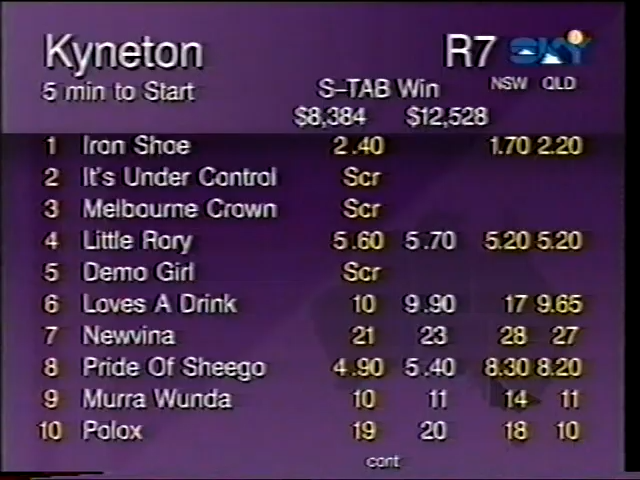 Kyneton R7 SKY
5 min to Start S-TAB Win NSW QLD
$8,384 $12,528
1 Iron Shoe 2.40 1.70 2.20
2 It's Under Control Scr
3 Melbourne Crown Scr
4 Little Rory 5.60 5.70 5.20 5.20
5 Demo Girl Scr
6 Loves A Drink 10 9.90 17 9.65
7 Newvina 21 23 28 27
8 Pride Of Sheego 4.90 5.40 8.30 8.20
9 Murra Wunda 10 11 14 11
10 Polox 19 20 18 10
cont